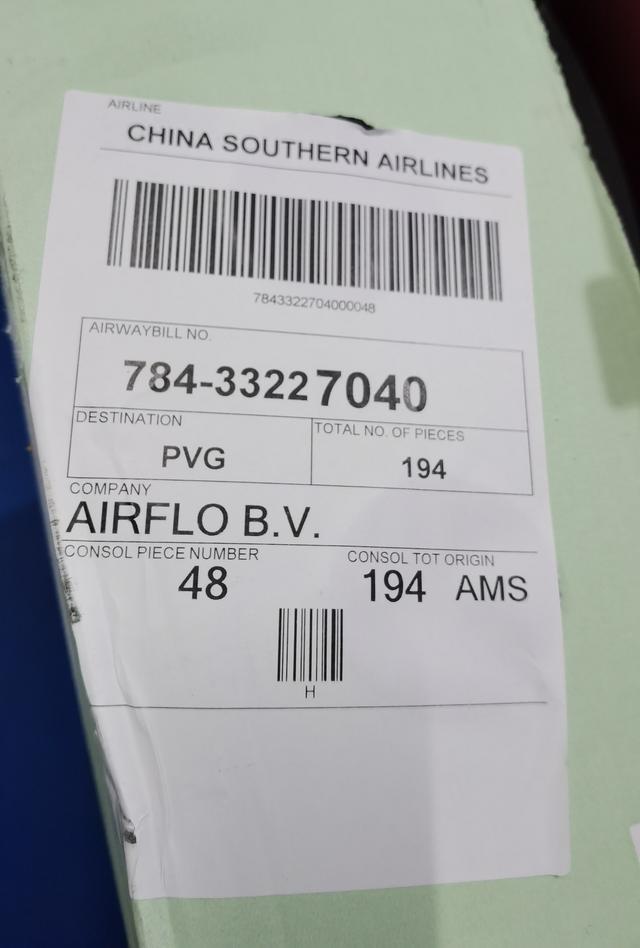 AIRLINE
CHINA SOUTHERN AIRLINES
7843322704000048
AIRWAYBILL NO.
784-33227040
DESTINATION
TOTAL NO. OF PIECES
PVG
194
COMPANY
AIRFLO B.V.
CONSOL PIECE NUMBER
CONSOL TOT ORIGIN
48
194 AMS
H